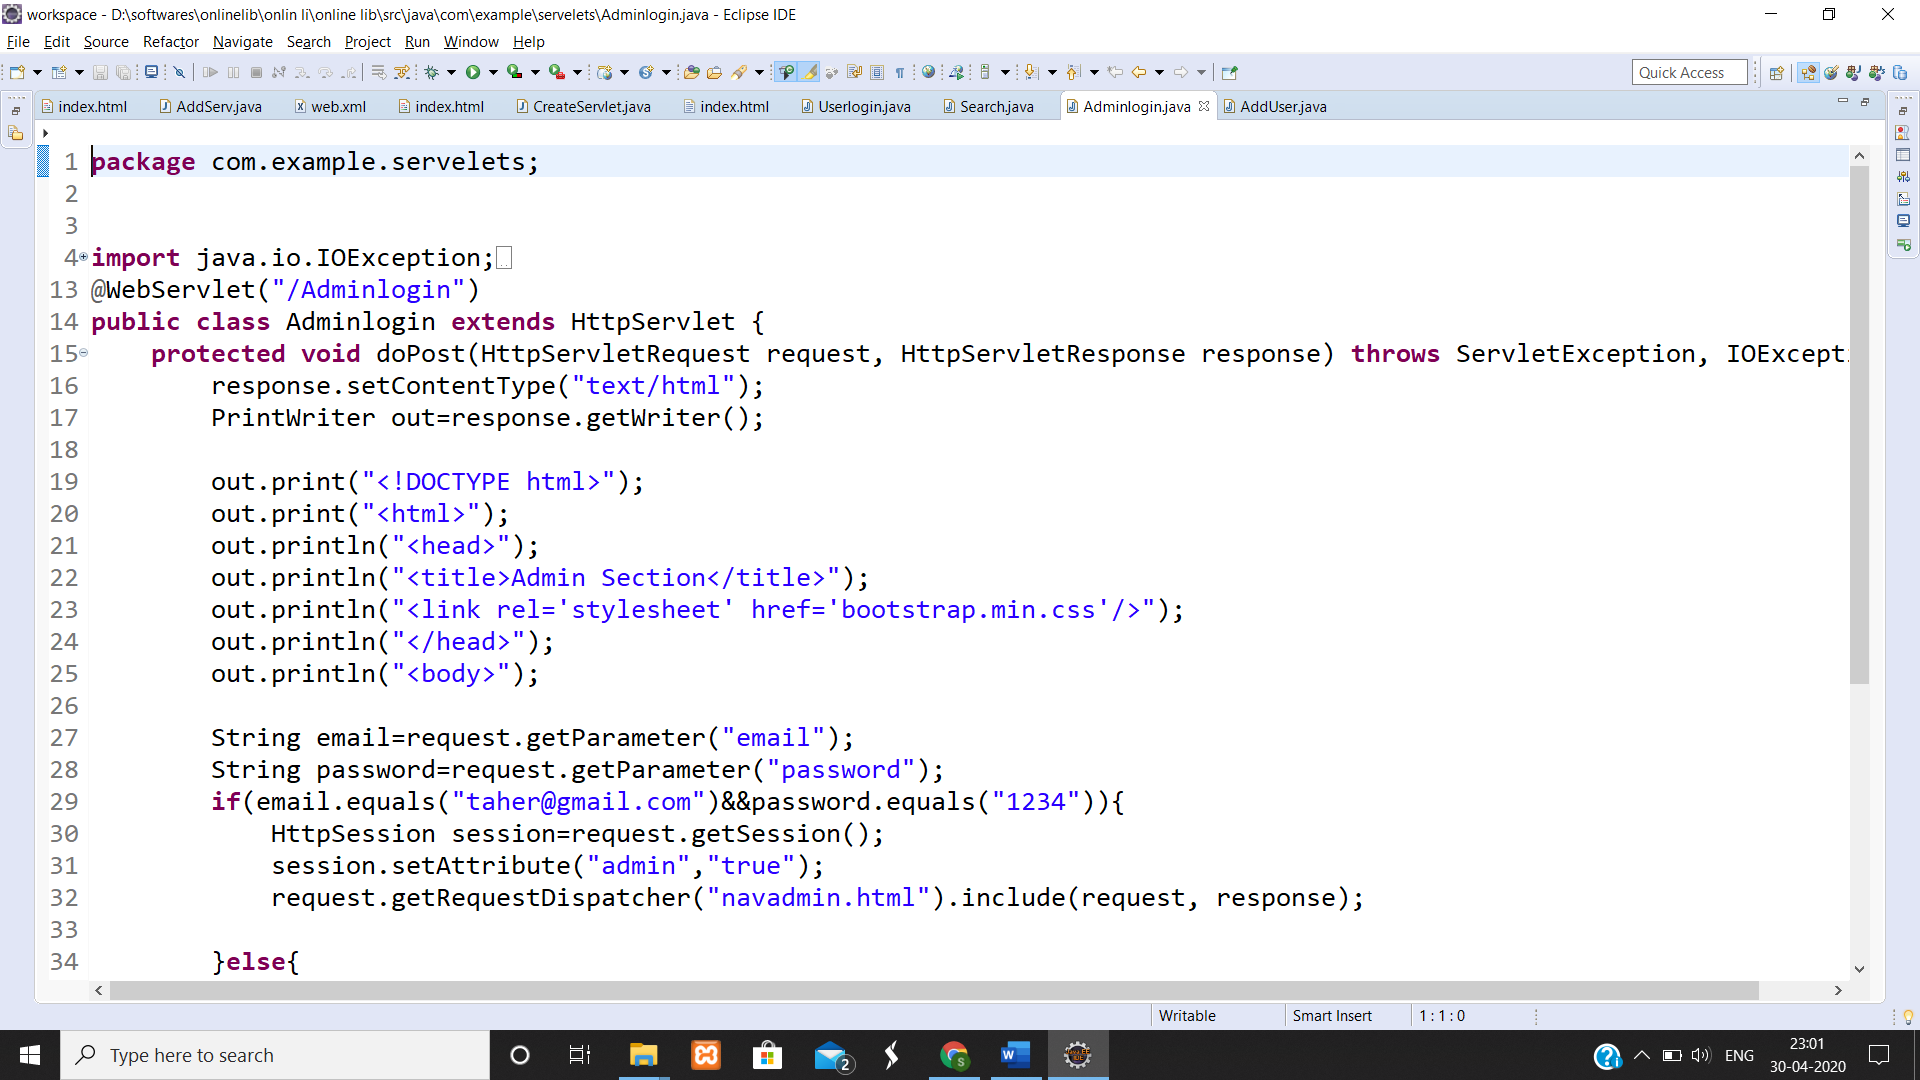 workspace - D:\softwares\onlinelib\onlin li\online lib\src\java\com\example\servelets\Adminlogin.java - Eclipse IDE
File Edit Source Refactor Navigate Search Project Run Window Help
Quick Access
index.html AddServ.java web.xml index.html CreateServlet.java index.html Userlogin.java Search.java Adminlogin.java AddUser.java
1 package com.example.servelets;
2
3
4 import java.io.IOException;
13 @WebServlet("/Adminlogin")
14 public class Adminlogin extends HttpServlet {
15 protected void doPost(HttpServletRequest request, HttpServletResponse response) throws ServletException, IOExcepti
16 response.setContentType("text/html");
17 PrintWriter out=response.getWriter();
18
19 out.print("<!DOCTYPE html>");
20 out.print("<html>");
21 out.println("<head>");
22 out.println("<title>Admin Section</title>");
23 out.println("<link rel='stylesheet' href='bootstrap.min.css'/>");
24 out.println("</head>");
25 out.println("<body>");
26
27 String email=request.getParameter("email");
28 String password=request.getParameter("password");
29 if(email.equals("taher@gmail.com")&&password.equals("1234")){
30 HttpSession session=request.getSession();
31 session.setAttribute("admin","true");
32 request.getRequestDispatcher("navadmin.html").include(request, response);
33
34 }else{
Writable Smart Insert 1 : 1 : 0
Type here to search
2
S
W
ENG
23:01
30-04-2020